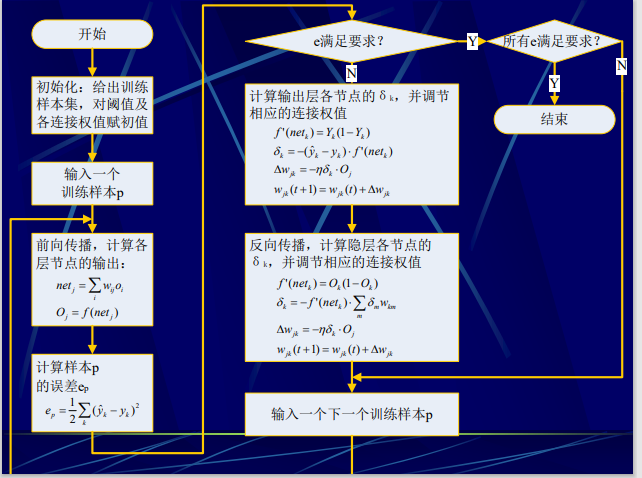 开始
初始化：给出训练
样本集，对阈值及
各连接权值赋初值
输入一个
训练样本p
前向传播，计算各
层节点的输出：
net_j = ∑_i w_ij o_i
O_j = f(net_j)
计算样本p
的误差e_p
e_p = 1/2 ∑_k (ŷ_k − y_k)²
e满足要求？
Y
N
计算输出层各节点的δ_k，并调节
相应的连接权值
f'(net_k) = Y_k(1−Y_k)
δ_k = −(ŷ_k − y_k)·f'(net_k)
Δw_jk = −ηδ_k·O_j
w_jk(t+1) = w_jk(t) + Δw_jk
反向传播，计算隐层各节点的
δ_k，并调节相应的连接权值
f'(net_k) = O_k(1−O_k)
δ_k = −f'(net_k)·∑_m δ_m w_km
Δw_jk = −ηδ_k·O_j
w_jk(t+1) = w_jk(t) + Δw_jk
输入一个下一个训练样本p
所有e满足要求？
N
Y
结束